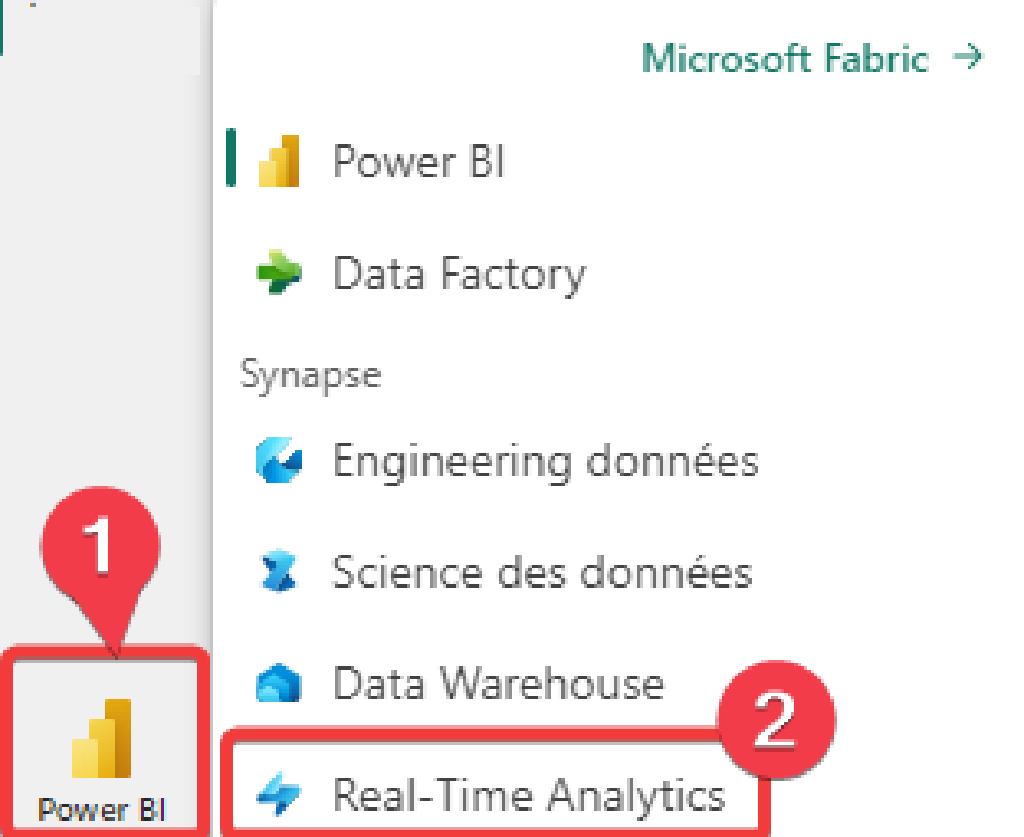 Microsoft Fabric →
Power BI
Data Factory
Synapse
Engineering données
Science des données
Data Warehouse
Real-Time Analytics
1
Power BI
2